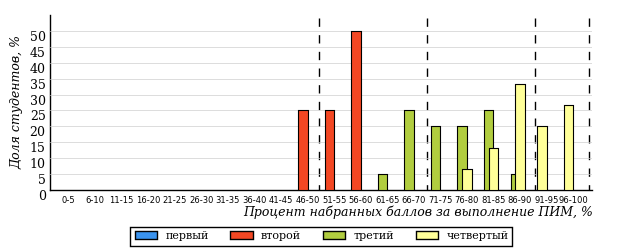 Доля студентов, %
50
45
40
35
30
25
20
15
10
5
0
0-5 6-10 11-15 16-20 21-25 26-30 31-35 36-40 41-45 46-50 51-55 56-60 61-65 66-70 71-75 76-80 81-85 86-90 91-95 96-100
Процент набранных баллов за выполнение ПИМ, %
первый второй третий четвертый